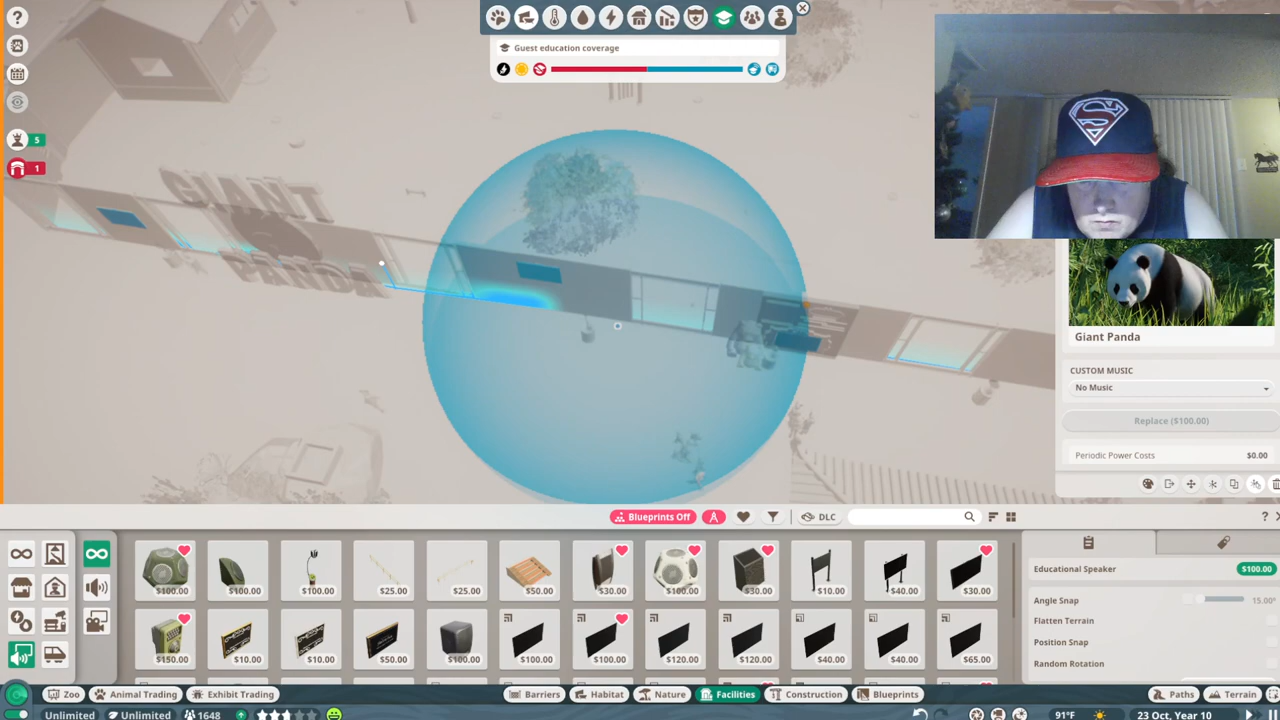 Guest education coverage
5
1
GIANT
PANDA
Giant Panda
CUSTOM MUSIC
No Music
Replace ($100.00)
Periodic Power Costs $0.00
Blueprints Off
DLC
$100.00 $100.00 $100.00 $25.00 $25.00 $50.00 $30.00 $100.00 $30.00 $10.00 $40.00 $30.00
$150.00 $10.00 $10.00 $50.00 $100.00 $100.00 $100.00 $120.00 $120.00 $40.00 $40.00 $65.00
Educational Speaker $100.00
Angle Snap 15.00°
Flatten Terrain
Position Snap
Random Rotation
Zoo Animal Trading Exhibit Trading Barriers Habitat Nature Facilities Construction Blueprints Paths Terrain
Unlimited Unlimited 1648 91°F 23 Oct, Year 10